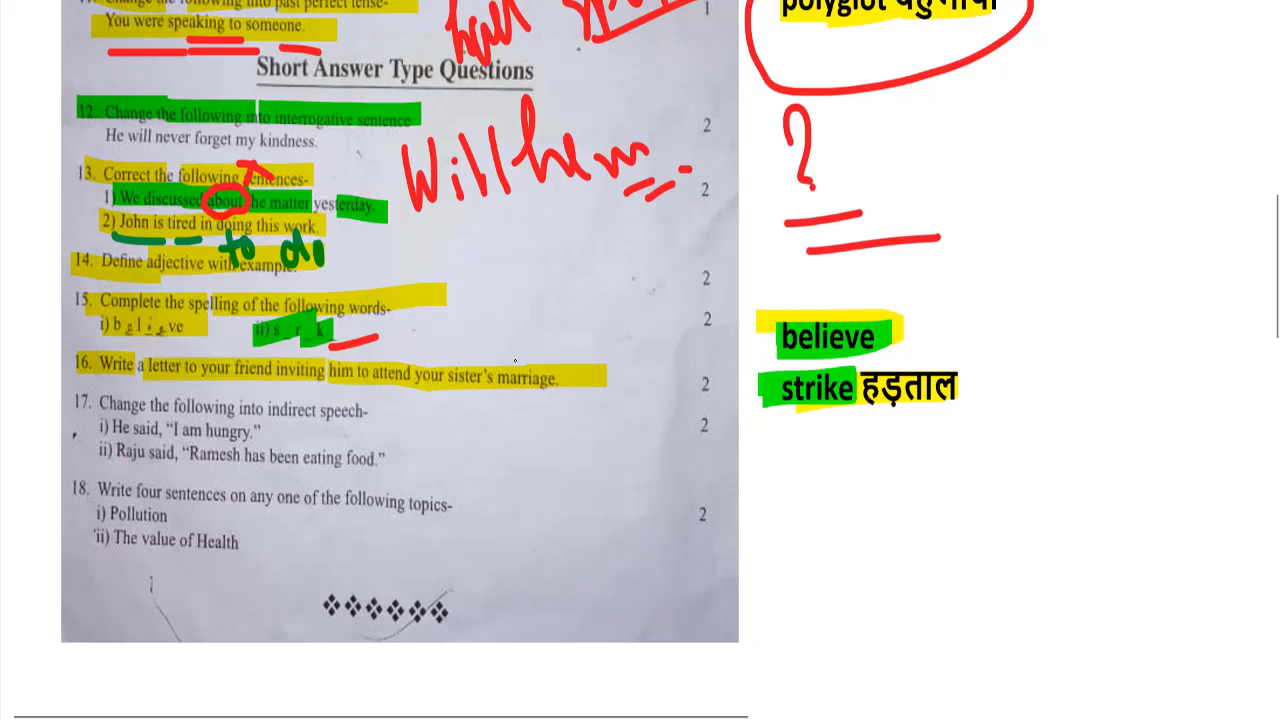 You were speaking to someone.
1
polyglot
Short Answer Type Questions
12. Change the following into interrogative sentence
2
He will never forget my kindness.
Will he
?
13. Correct the following sentences-
2
1) We discussed about the matter yesterday.
2) John is tired in doing this work.
to do
14. Define adjective with example.
2
15. Complete the spelling of the following words-
2
i) b e l i e ve
ii) s _ r _ k _
believe
strike हड़ताल
16. Write a letter to your friend inviting him to attend your sister's marriage.
2
17. Change the following into indirect speech-
2
i) He said, “I am hungry.”
ii) Raju said, “Ramesh has been eating food.”
18. Write four sentences on any one of the following topics-
2
i) Pollution
ii) The value of Health